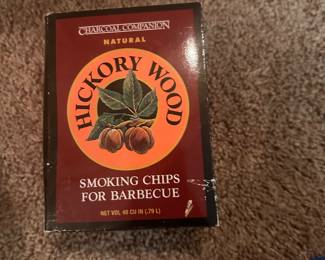 CHARCOAL COMPANION
NATURAL
HICKORY WOOD
SMOKING CHIPS
FOR BARBECUE
NET VOL 48 CU IN (.79 L)